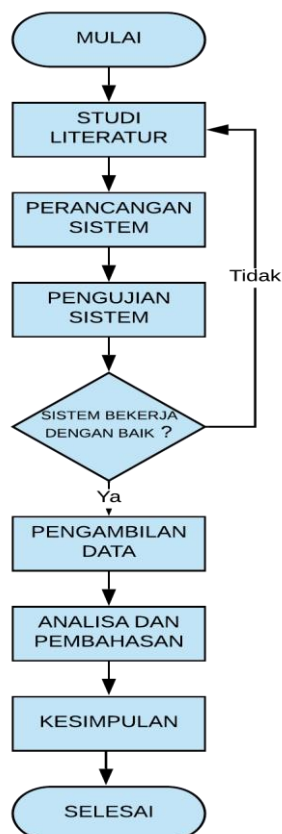 MULAI
STUDI
LITERATUR
PERANCANGAN
SISTEM
Tidak
PENGUJIAN
SISTEM
SISTEM BEKERJA
DENGAN BAIK ?
Ya
PENGAMBILAN
DATA
ANALISA DAN
PEMBAHASAN
KESIMPULAN
SELESAI